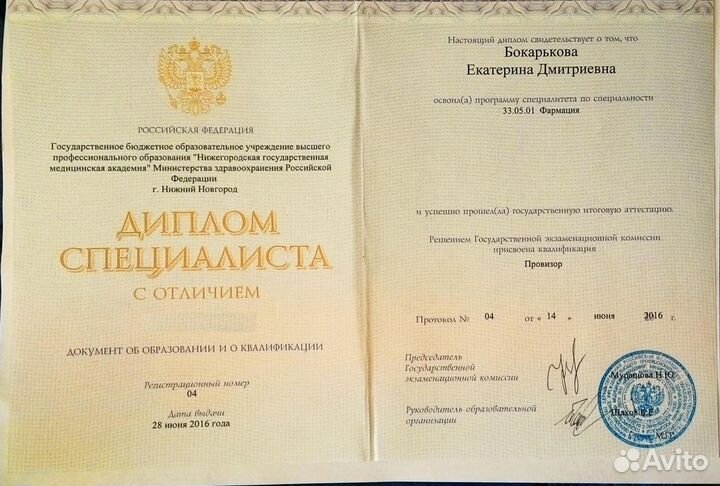 РОССИЙСКАЯ ФЕДЕРАЦИЯ
Государственное бюджетное образовательное учреждение высшего
профессионального образования "Нижегородская государственная
медицинская академия" Министерства здравоохранения Российской
Федерации
г. Нижний Новгород
ДИПЛОМ
СПЕЦИАЛИСТА
С ОТЛИЧИЕМ
ДОКУМЕНТ ОБ ОБРАЗОВАНИИ И О КВАЛИФИКАЦИИ
Регистрационный номер
04
Дата выдачи
28 июня 2016 года
Настоящий диплом свидетельствует о том, что
Бокарькова
Екатерина Дмитриевна
освоил(а) программу специалитета по специальности
33.05.01 Фармация
и успешно прошел(ла) государственную итоговую аттестацию.
Решением Государственной экзаменационной комиссии
присвоена квалификация
Провизор
Протокол № 04 от « 14 » июня 2016 г.
Председатель
Государственной
экзаменационной комиссии
Мурашова Н.Ю.
Руководитель образовательной
организации
Шахов Б.Е.
М.П.
Avito